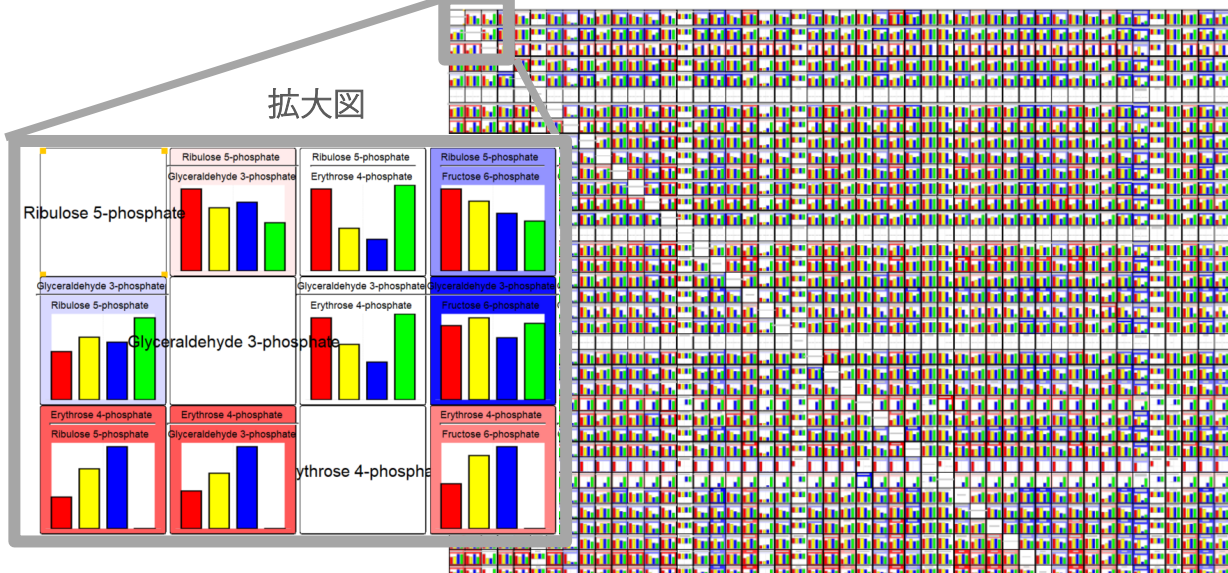 拡大図
Ribulose 5-phosphate
Ribulose 5-phosphate
Glyceraldehyde 3-phosphate
Ribulose 5-phosphate
Erythrose 4-phosphate
Ribulose 5-phosphate
Fructose 6-phosphate
Glyceraldehyde 3-phosphate
Ribulose 5-phosphate
Glyceraldehyde 3-phosphate
Glyceraldehyde 3-phosphate
Erythrose 4-phosphate
Glyceraldehyde 3-phosphate
Fructose 6-phosphate
Erythrose 4-phosphate
Ribulose 5-phosphate
Erythrose 4-phosphate
Glyceraldehyde 3-phosphate
ythrose 4-phospha
Erythrose 4-phosphate
Fructose 6-phosphate